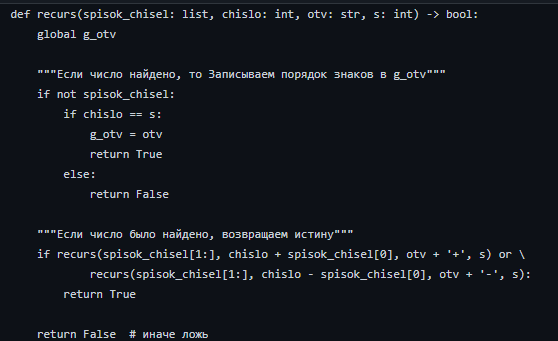 def recurs(spisok_chisel: list, chislo: int, otv: str, s: int) -> bool:
    global g_otv
    """Если число найдено, то Записываем порядок знаков в g_otv"""
    if not spisok_chisel:
        if chislo == s:
            g_otv = otv
            return True
        else:
            return False
    """Если число было найдено, возвращаем истину"""
    if recurs(spisok_chisel[1:], chislo + spisok_chisel[0], otv + '+', s) or \
            recurs(spisok_chisel[1:], chislo - spisok_chisel[0], otv + '-', s):
        return True
    return False  # иначе ложь